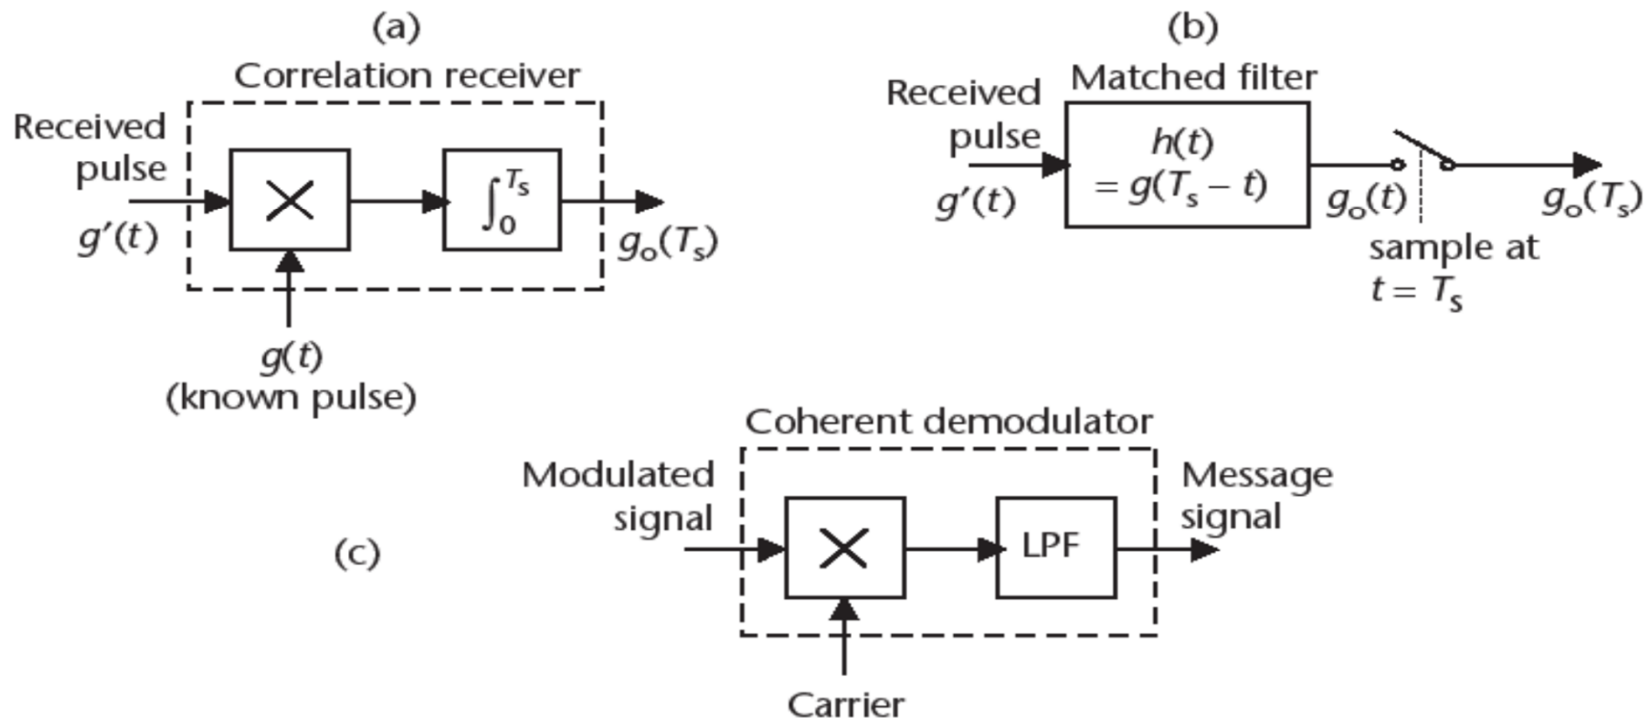 (a)
Correlation receiver
Received
pulse
g′(t)
×
∫₀ᵀˢ
gₒ(Tₛ)
g(t)
(known pulse)
(b)
Received
pulse
g′(t)
Matched filter
h(t)
= g(Tₛ – t)
gₒ(t)
gₒ(Tₛ)
sample at
t = Tₛ
(c)
Coherent demodulator
Modulated
signal
×
LPF
Message
signal
Carrier